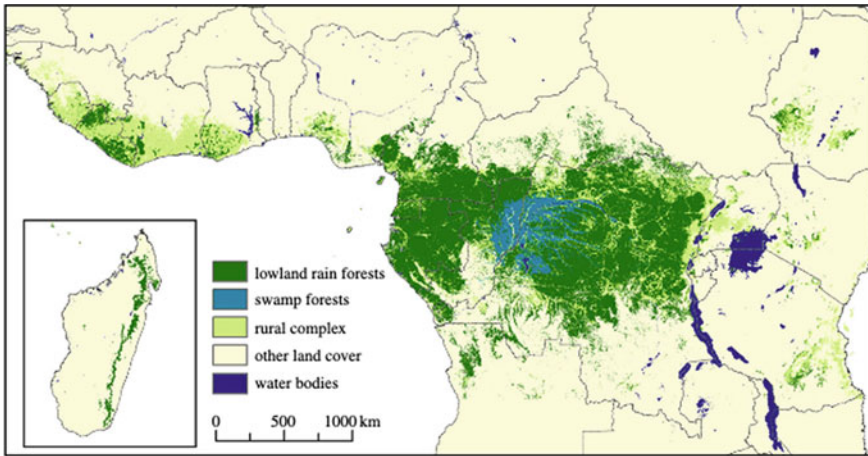 lowland rain forests
swamp forests
rural complex
other land cover
water bodies
0 500 1000 km